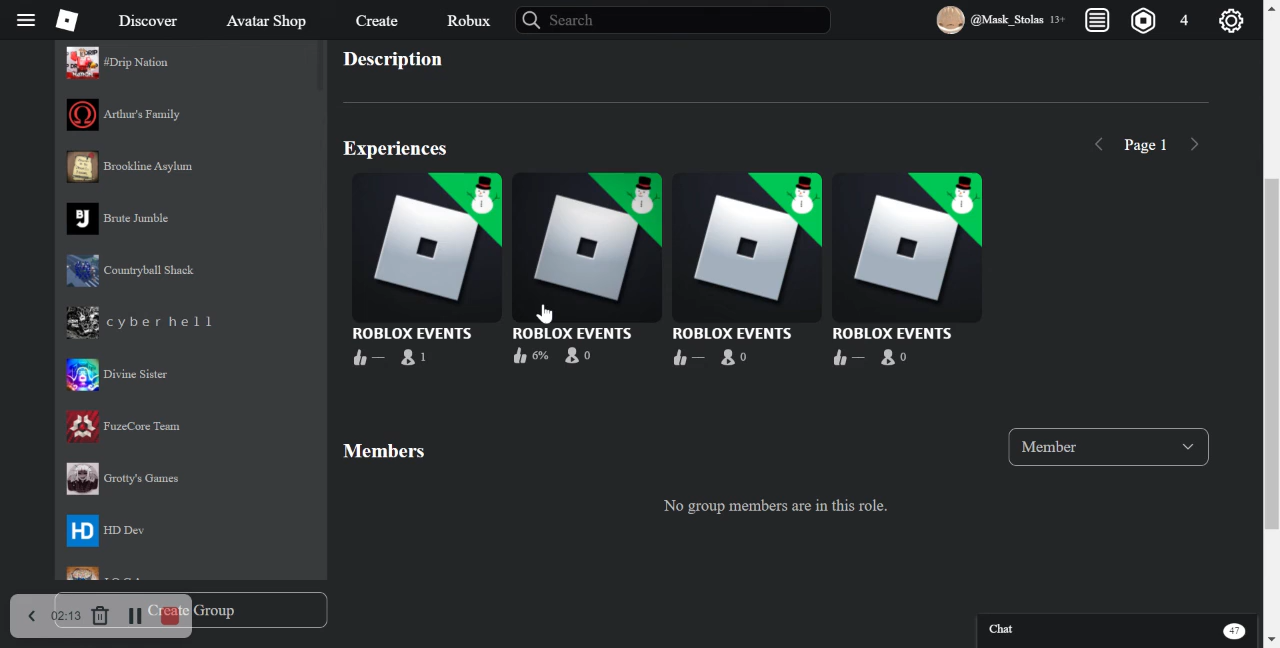 Discover
Avatar Shop
Create
Robux
Search
@Mask_Stolas 13+
4
#Drip Nation
Arthur's Family
Brookline Asylum
BJ
Brute Jumble
Countryball Shack
c y b e r h e l l
Divine Sister
FuzeCore Team
Grotty's Games
HD
HD Dev
Create Group
02:13
Description
Experiences
Page 1
ROBLOX EVENTS
— 1
ROBLOX EVENTS
6% 0
ROBLOX EVENTS
— 0
ROBLOX EVENTS
— 0
Members
Member
No group members are in this role.
Chat
47